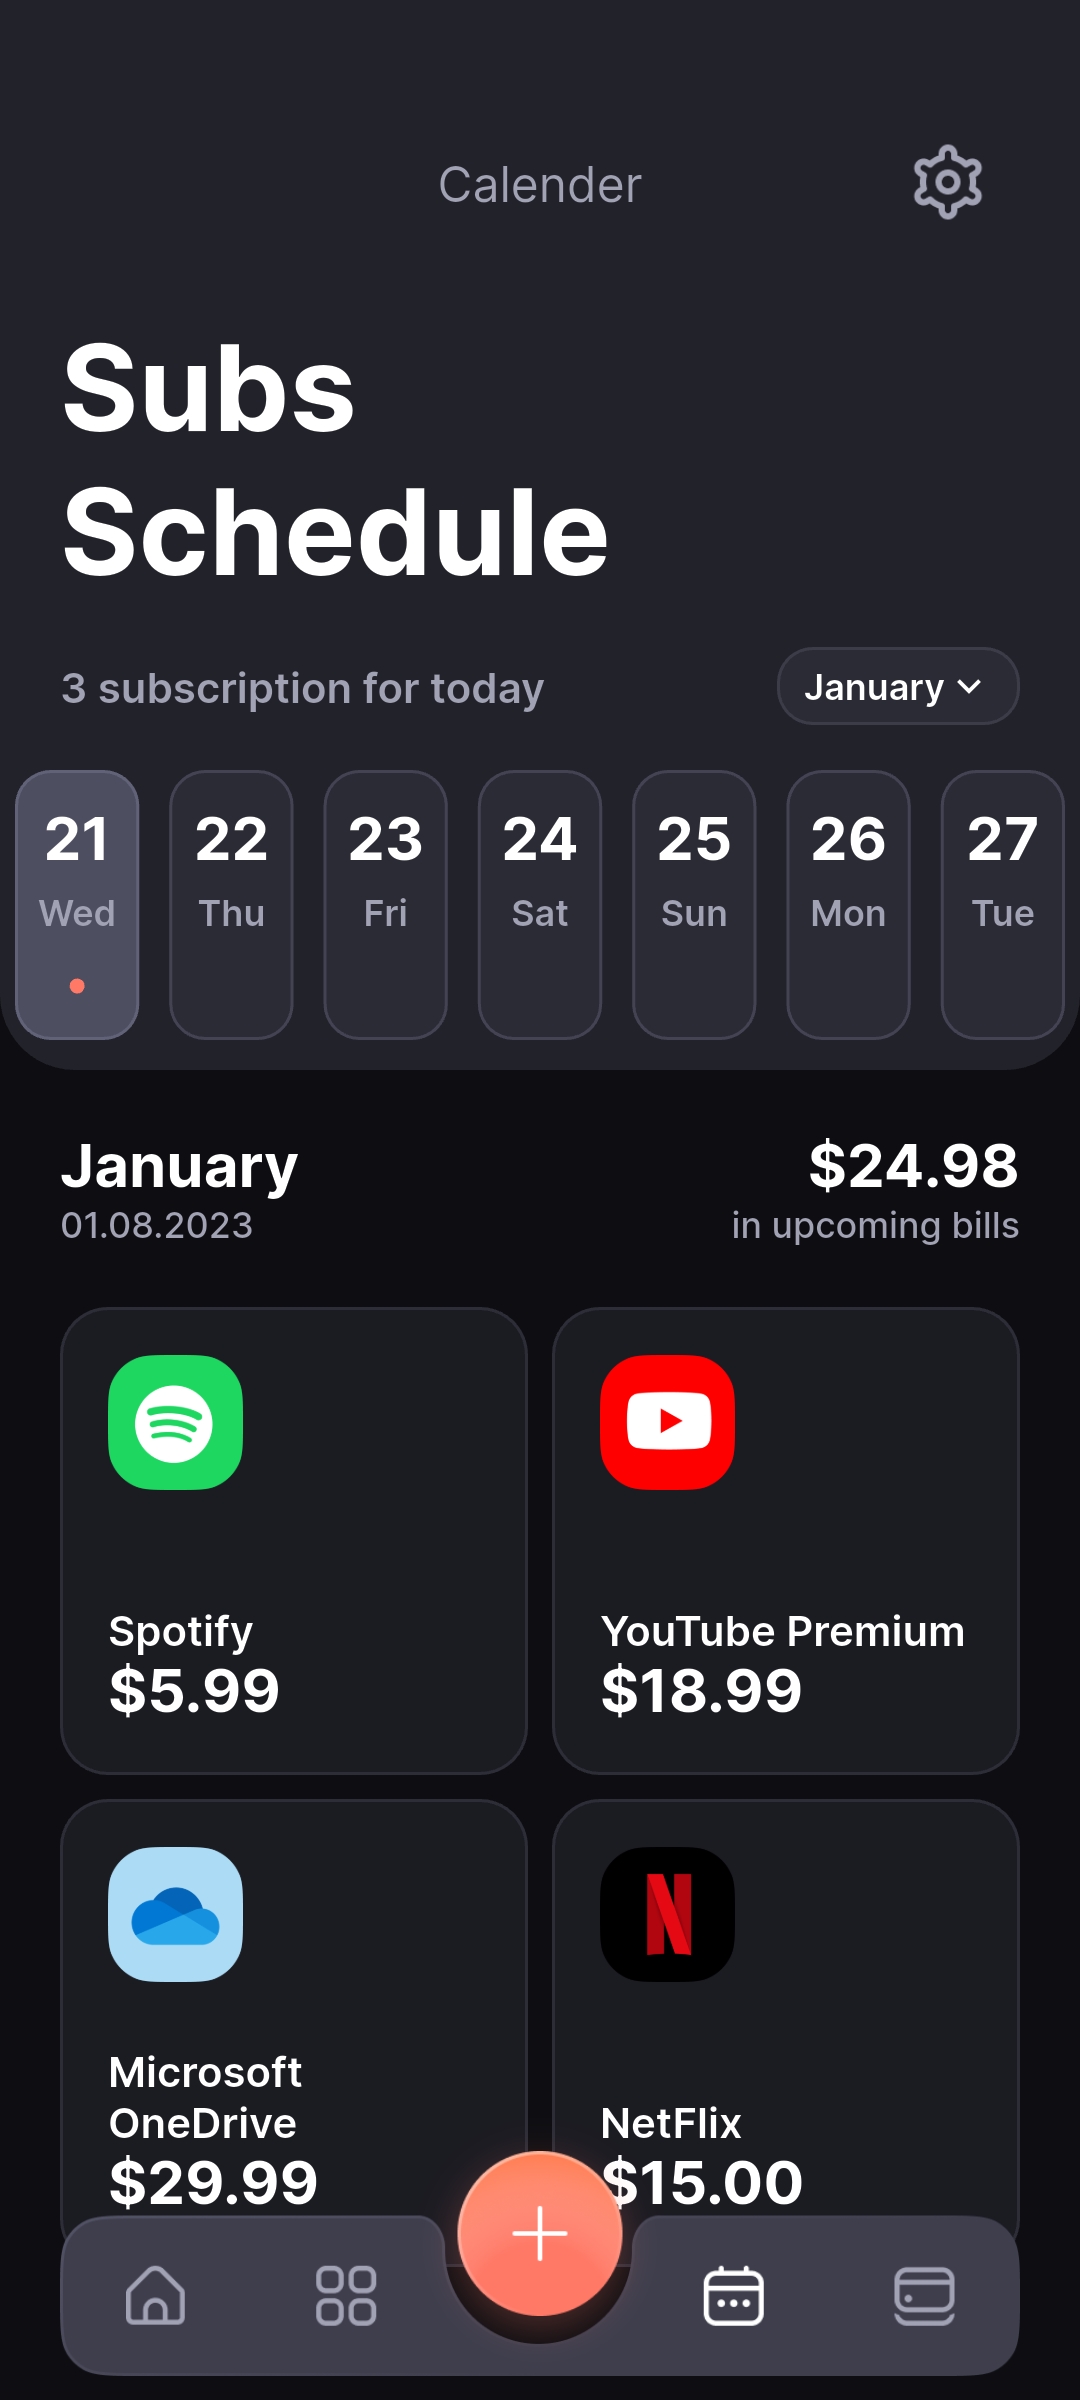 Calender
Subs
Schedule
3 subscription for today
January
21 22 23 24 25 26 27
Wed Thu Fri Sat Sun Mon Tue
January $24.98
01.08.2023 in upcoming bills
Spotify
$5.99
YouTube Premium
$18.99
Microsoft
OneDrive
$29.99
NetFlix
$15.00